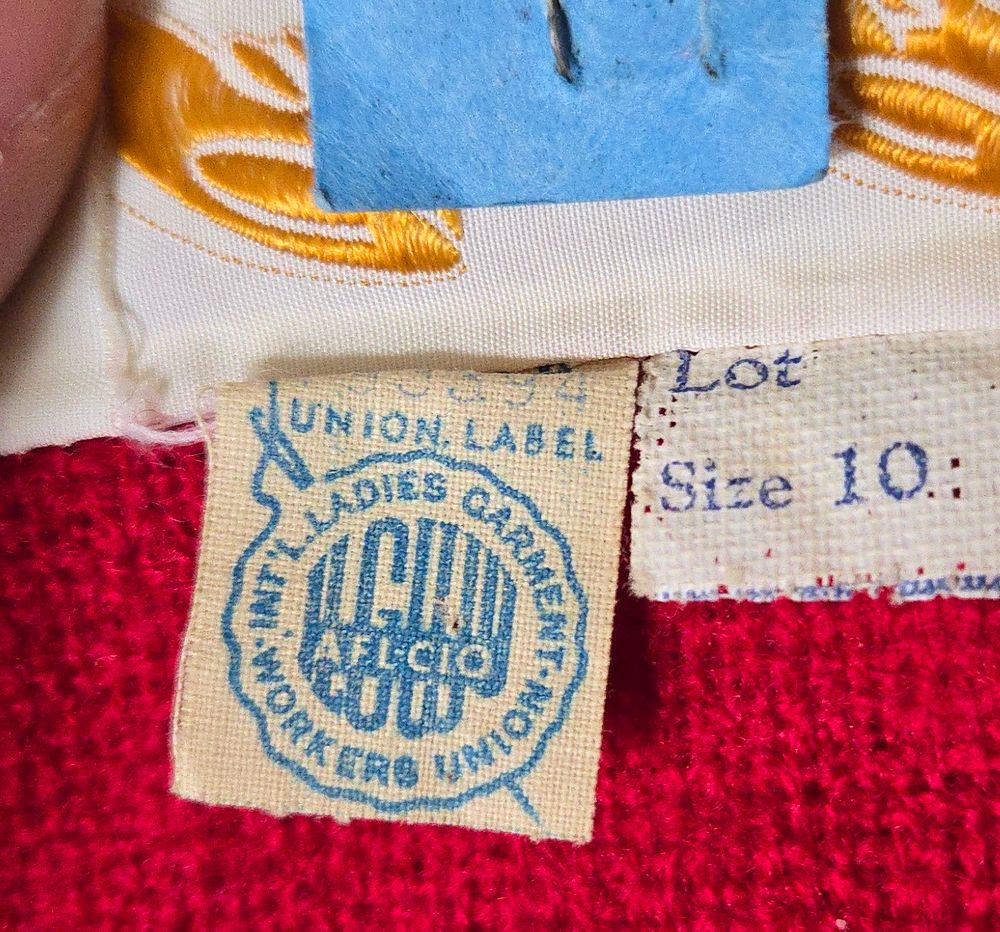 UNION LABEL
INT'L. LADIES GARMENT
WORKERS UNION
ILGWU
AFL-CIO
Lot
Size 10